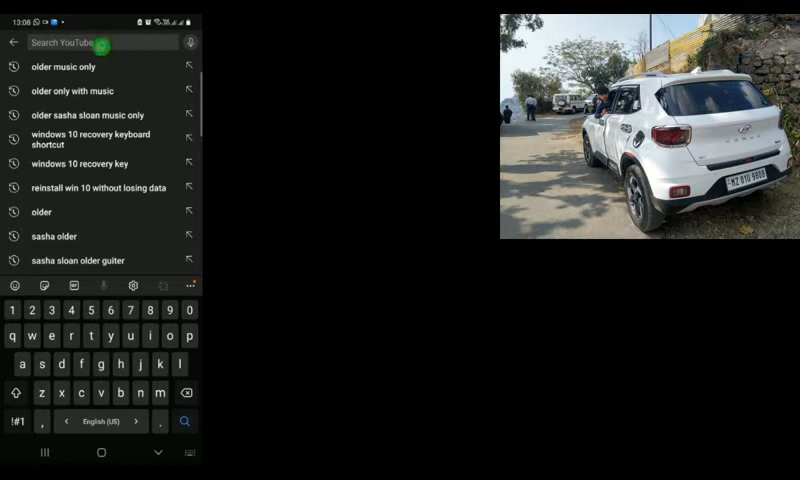 13:08
Search YouTube
older music only
older only with music
older sasha sloan music only
windows 10 recovery keyboard
shortcut
windows 10 recovery key
reinstall win 10 without losing data
older
sasha older
sasha sloan older guiter
1 2 3 4 5 6 7 8 9 0
q w e r t y u i o p
a s d f g h j k l
z x c v b n m
!#1 , < English (US) > .
MZ 01U 9808